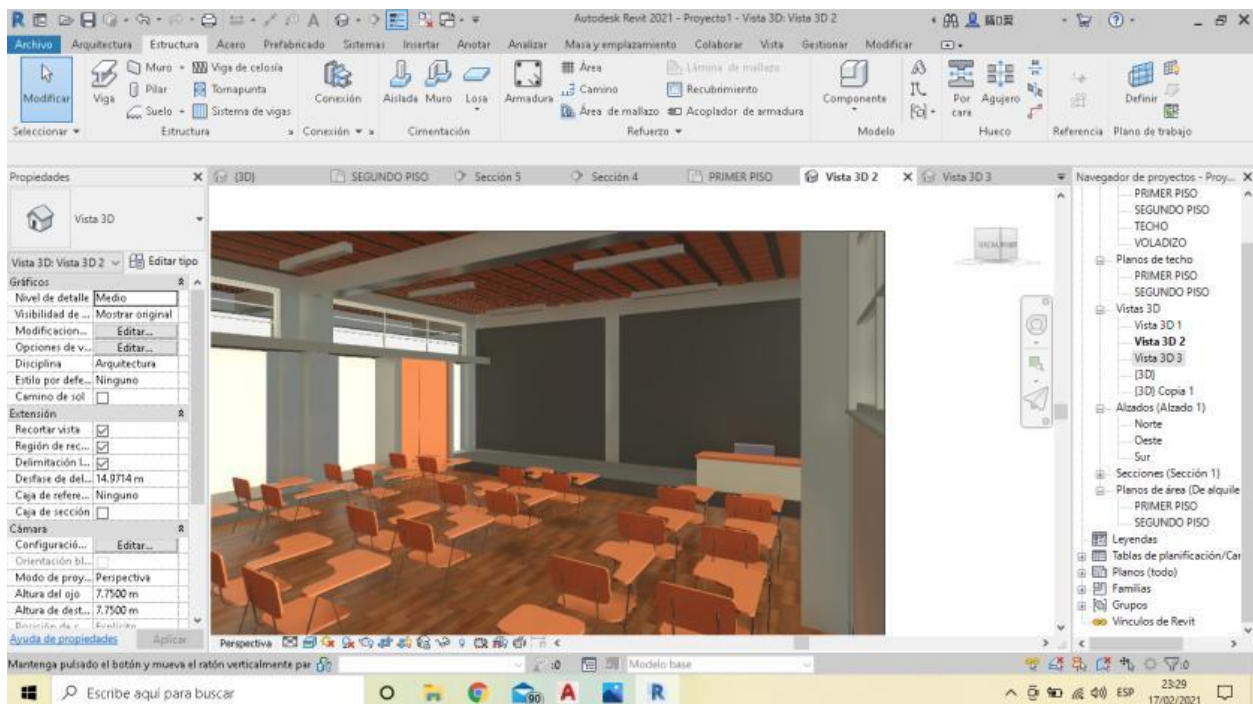 Autodesk Revit 2021 - Proyecto1 - Vista 3D: Vista 3D 2
Archivo Arquitectura Estructura Acero Prefabricado Sistemas Insertar Anotar Analizar Masa y emplazamiento Colaborar Vista Gestionar Modificar
Modificar
Viga
Muro
Pilar
Suelo
Viga de celosía
Tornapunta
Sistema de vigas
Conexión
Aislada Muro Losa
Armadura
Área
Camino
Área de mallazo
Lámina de mallazo
Recubrimiento
Acoplador de armadura
Componente
Por cara
Agujero
Definir
Seleccionar Estructura Conexión Cimentación Refuerzo Modelo Hueco Referencia Plano de trabajo
Propiedades
{3D} SEGUNDO PISO Sección 5 Sección 4 PRIMER PISO Vista 3D 2 Vista 3D 3
Vista 3D
Vista 3D: Vista 3D 2 Editar tipo
Gráficos
Nivel de detalle Medio
Visibilidad de ... Mostrar original
Modificacion... Editar...
Opciones de v... Editar...
Disciplina Arquitectura
Estilo por defe... Ninguno
Camino de sol
Extensión
Recortar vista
Región de rec...
Delimitación l...
Desfase de del... 14.9714 m
Caja de refere... Ninguno
Caja de sección
Cámara
Configuració... Editar...
Orientación bl...
Modo de proy... Perspectiva
Altura del ojo 7.7500 m
Altura de dest... 7.7500 m
Ayuda de propiedades Aplicar
Perspectiva
Navegador de proyectos - Proy...
PRIMER PISO
SEGUNDO PISO
TECHO
VOLADIZO
Planos de techo
PRIMER PISO
SEGUNDO PISO
Vistas 3D
Vista 3D 1
Vista 3D 2
Vista 3D 3
{3D}
{3D} Copia 1
Alzados (Alzado 1)
Norte
Oeste
Sur
Secciones (Sección 1)
Planos de área (De alquile
PRIMER PISO
SEGUNDO PISO
Leyendas
Tablas de planificación/Can
Planos (todo)
Familias
Grupos
Vínculos de Revit
Mantenga pulsado el botón y mueva el ratón verticalmente par :0 Modelo base :0
Escribe aquí para buscar
90
ESP
23:29
17/02/2021